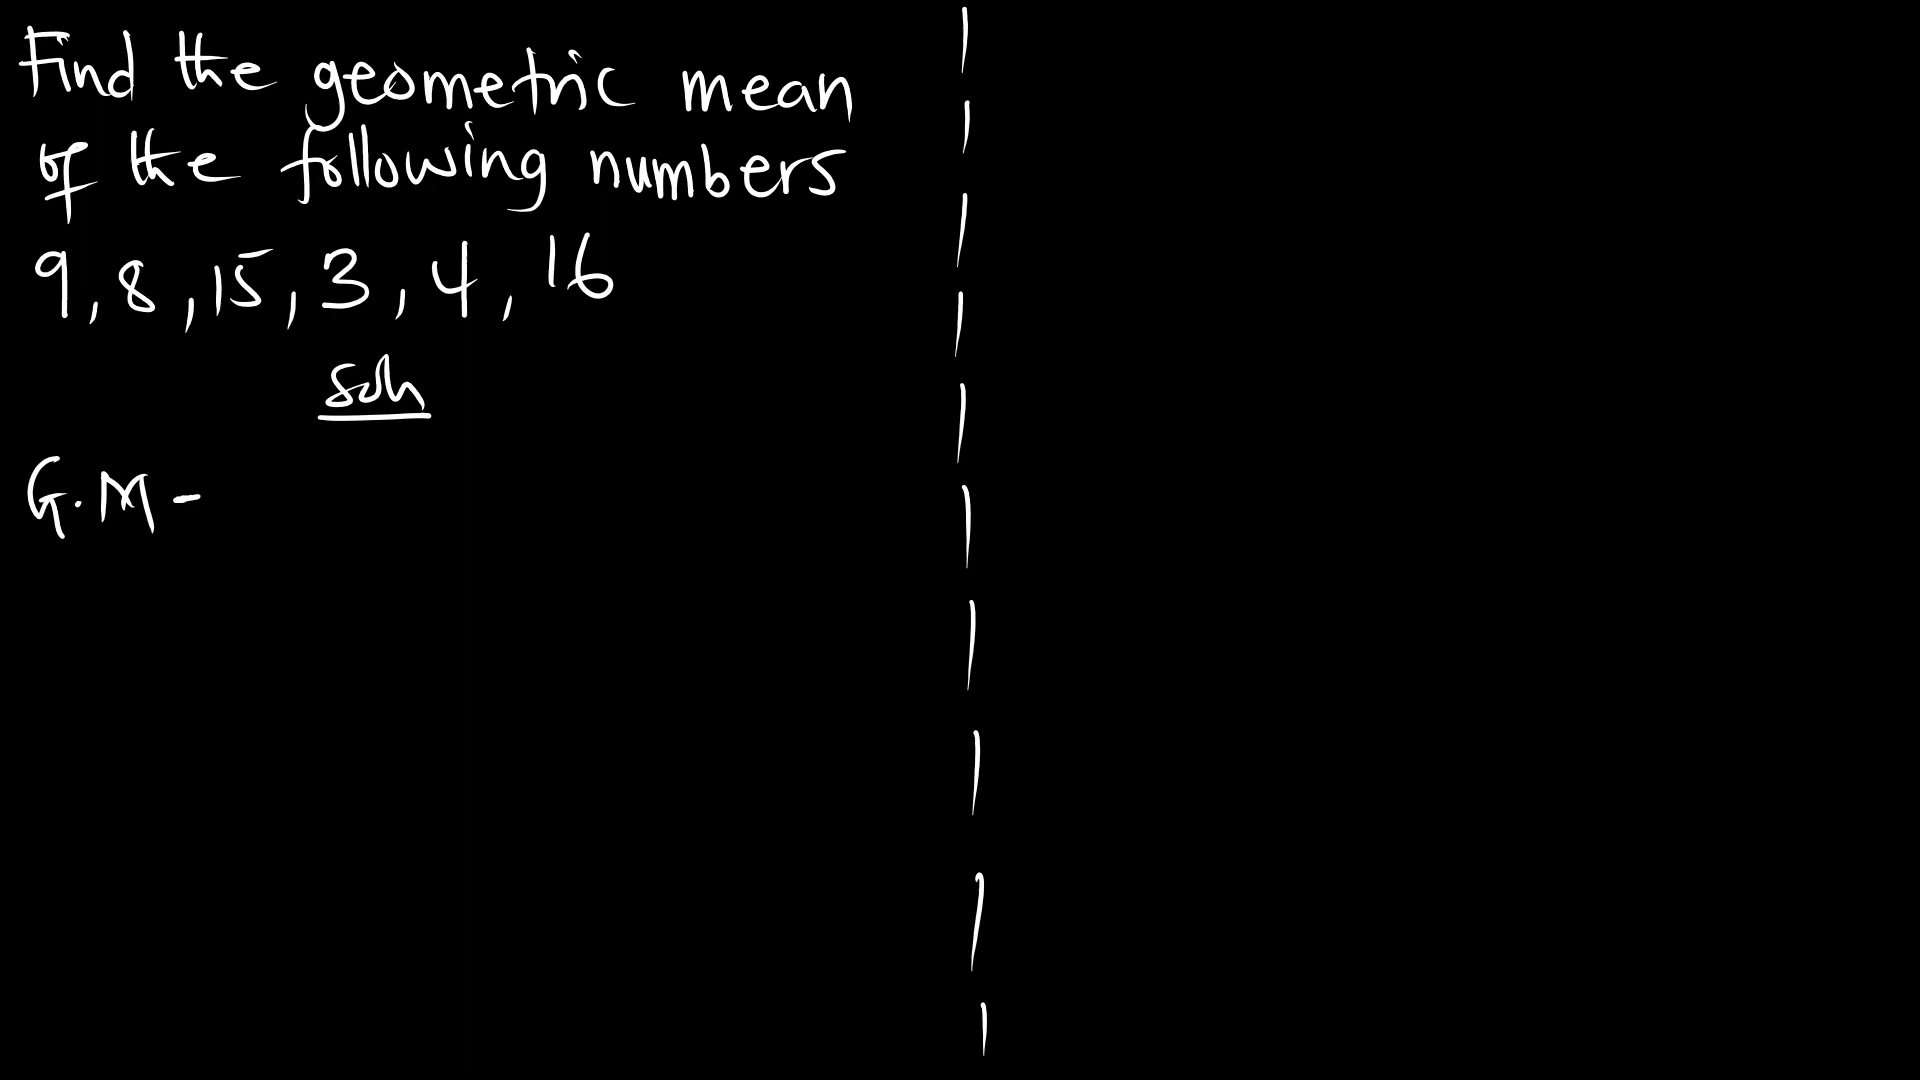 Find the geometric mean
of the following numbers
9, 8, 15, 3, 4, 16
Soln
G.M -